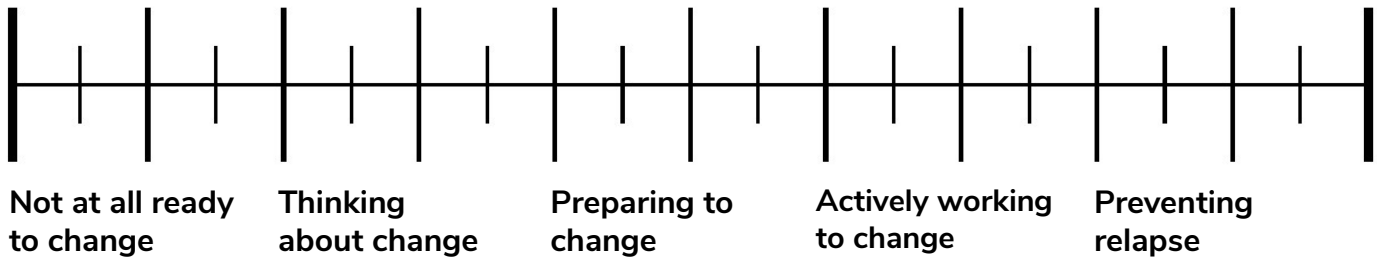 Not at all ready
to change
Thinking
about change
Preparing to
change
Actively working
to change
Preventing
relapse